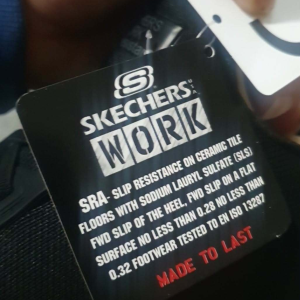 S
SKECHERS
WORK
SRA- SLIP RESISTANCE ON CERAMIC TILE
FLOORS WITH SODIUM LAURYL SULFATE (SLS)
FWD SLIP OF THE HEEL, FWD SLIP ON A FLAT
SURFACE NO LESS THAN 0.28 NO LESS THAN
0.32 FOOTWEAR TESTED TO EN ISO 13287
MADE TO LAST